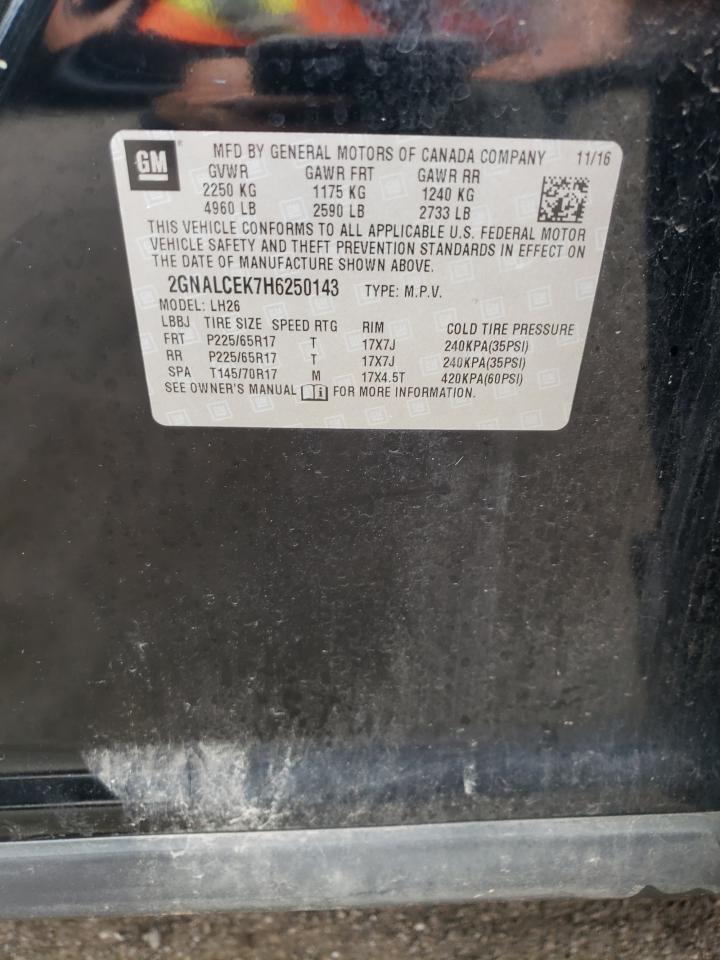 GM MFD BY GENERAL MOTORS OF CANADA COMPANY 11/16
GVWR GAWR FRT GAWR RR
2250 KG 1175 KG 1240 KG
4960 LB 2590 LB 2733 LB
THIS VEHICLE CONFORMS TO ALL APPLICABLE U.S. FEDERAL MOTOR
VEHICLE SAFETY AND THEFT PREVENTION STANDARDS IN EFFECT ON
THE DATE OF MANUFACTURE SHOWN ABOVE.
2GNALCEK7H6250143 TYPE: M.P.V.
MODEL: LH26
LBBJ TIRE SIZE SPEED RTG RIM COLD TIRE PRESSURE
FRT P225/65R17 T 17X7J 240KPA(35PSI)
RR P225/65R17 T 17X7J 240KPA(35PSI)
SPA T145/70R17 M 17X4.5T 420KPA(60PSI)
SEE OWNER'S MANUAL FOR MORE INFORMATION.